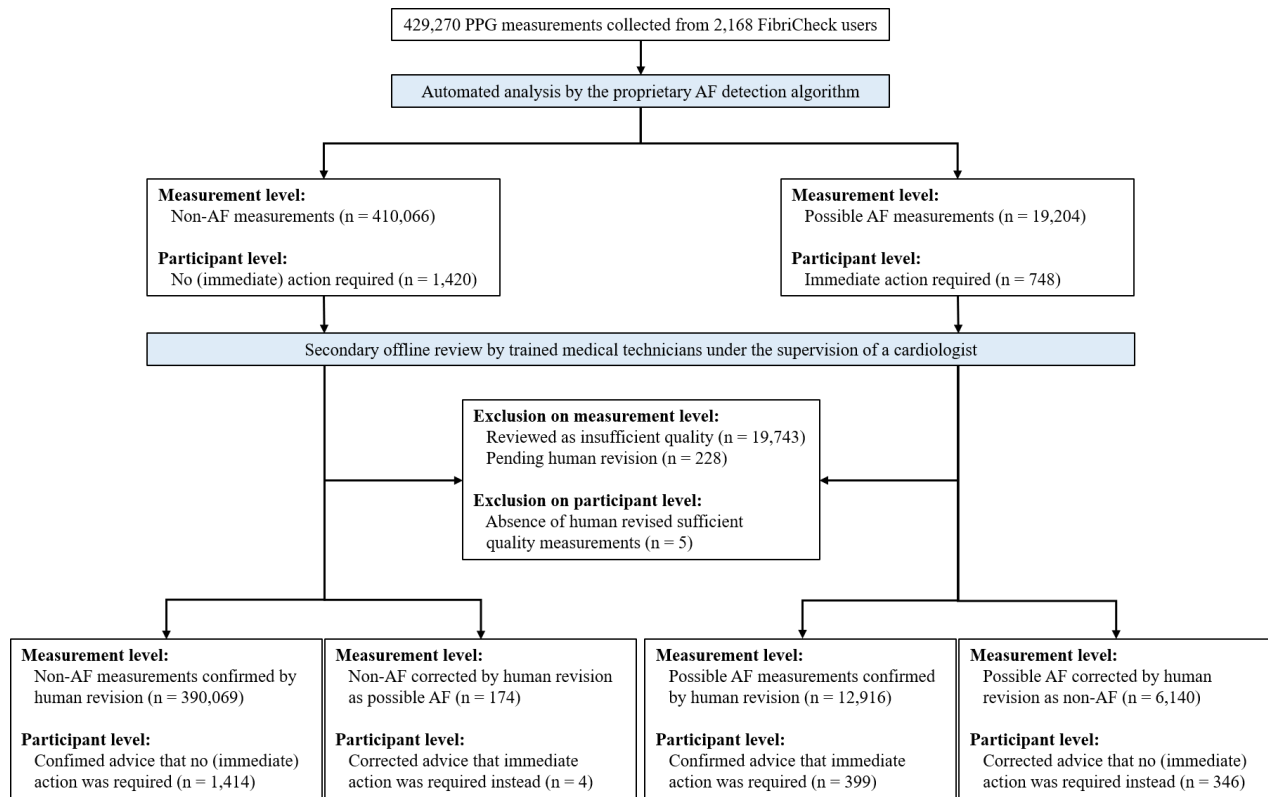 429,270 PPG measurements collected from 2,168 FibriCheck users
Automated analysis by the proprietary AF detection algorithm
Measurement level:
Non-AF measurements (n = 410,066)
Participant level:
No (immediate) action required (n = 1,420)
Measurement level:
Possible AF measurements (n = 19,204)
Participant level:
Immediate action required (n = 748)
Secondary offline review by trained medical technicians under the supervision of a cardiologist
Exclusion on measurement level:
Reviewed as insufficient quality (n = 19,743)
Pending human revision (n = 228)
Exclusion on participant level:
Absence of human revised sufficient
quality measurements (n = 5)
Measurement level:
Non-AF measurements confirmed by
human revision (n = 390,069)
Participant level:
Confimed advice that no (immediate)
action was required (n = 1,414)
Measurement level:
Non-AF corrected by human revision
as possible AF (n = 174)
Participant level:
Corrected advice that immediate
action was required instead (n = 4)
Measurement level:
Possible AF measurements confirmed
by human revision (n = 12,916)
Participant level:
Confirmed advice that immediate
action was required (n = 399)
Measurement level:
Possible AF corrected by human
revision as non-AF (n = 6,140)
Participant level:
Corrected advice that no (immediate)
action was required instead (n = 346)